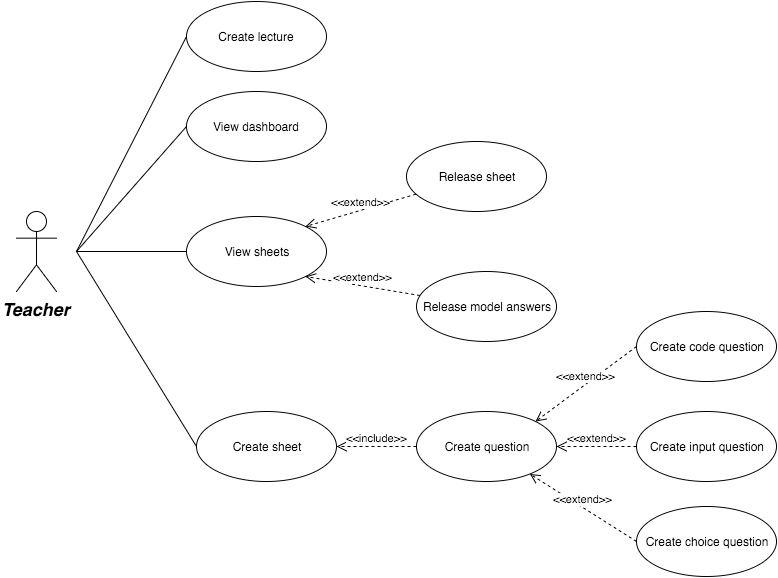 Create lecture
View dashboard
Release sheet
<<extend>>
View sheets
<<extend>>
Release model answers
Teacher
Create code question
<<extend>>
Create sheet
<<include>>
Create question
<<extend>>
Create input question
<<extend>>
Create choice question